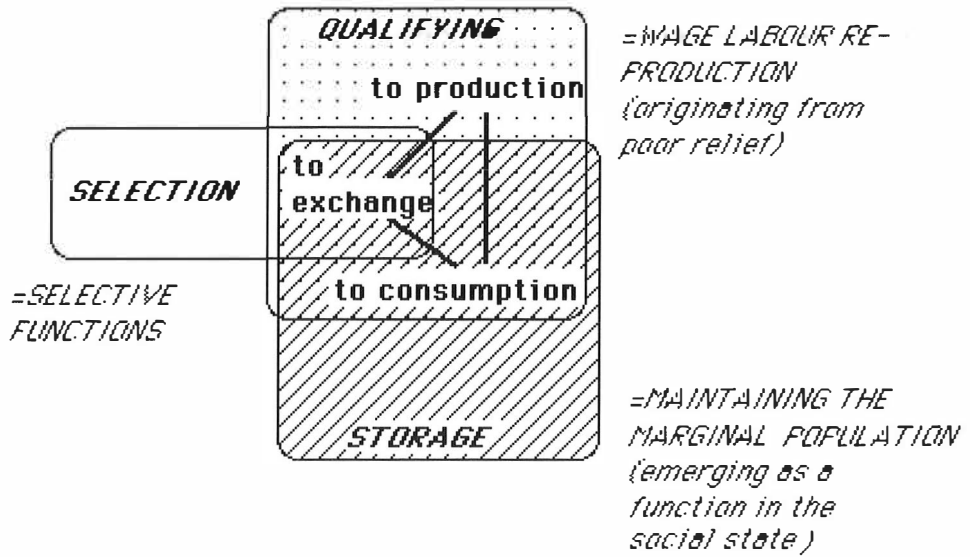 QUALIFYING
to production
=WAGE LABOUR RE-
PRODUCTION
(originating from
poor relief)
SELECTION
to
exchange
to consumption
=SELECTIVE
FUNCTIONS
STORAGE
=MAINTAINING THE
MARGINAL POPULATION
(emerging as a
function in the
social state)